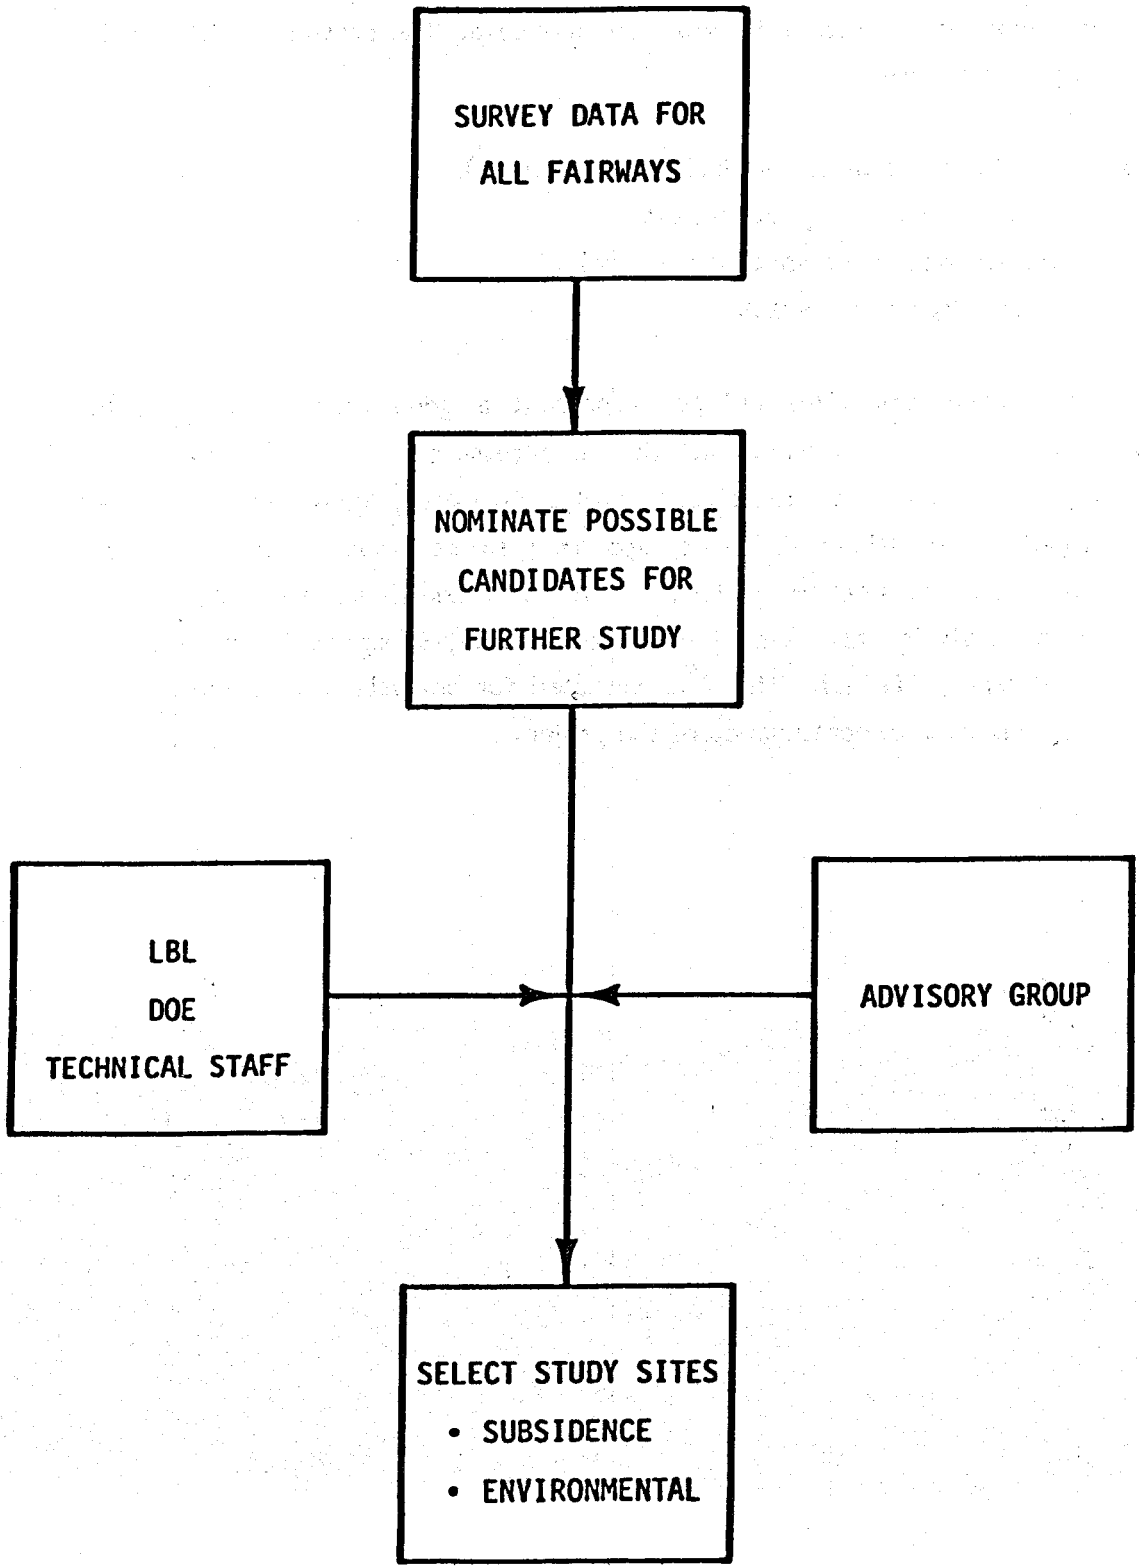 SURVEY DATA FOR
ALL FAIRWAYS
NOMINATE POSSIBLE
CANDIDATES FOR
FURTHER STUDY
LBL
DOE
TECHNICAL STAFF
ADVISORY GROUP
SELECT STUDY SITES
• SUBSIDENCE
• ENVIRONMENTAL